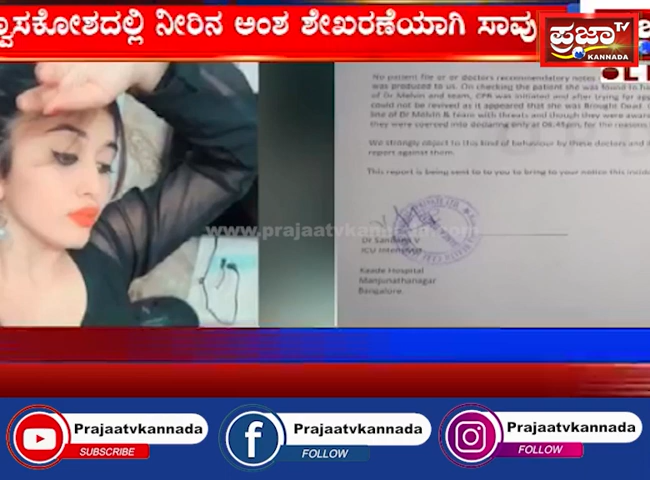 ಶ್ವಾಸಕೋಶದಲ್ಲಿ ನೀರಿನ ಅಂಶ ಶೇಖರಣೆಯಾಗಿ ಸಾವು
ಪ್ರಜಾ TV
KANNADA
No patient file or or doctors recommendatory notes
was produced to us. On checking the patient she was found to
of Dr Melvin and team, CPR was initiated and after trying for
could not be revived as it appeared that she was Brought Dead.
line of Dr Melvin & team with threats and though they were
they were coersed into declaring only at 06:45pm, for the reasons
We strongly object to this kind of behaviour by these doctors and
report against them.
This report is being sent to to you to bring to your notice this
www.prajaatvkannada.com
Dr Sandeep V
ICU Intensivist
Kaade Hospital
Manjunathanagar
Bangalore.
Prajaatvkannada
SUBSCRIBE
Prajaatvkannada
FOLLOW
Prajaatvkannada
FOLLOW